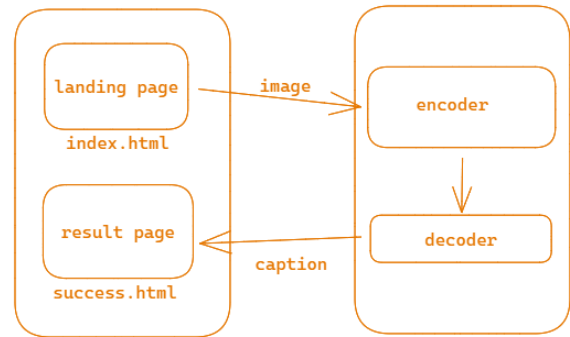 landing page
index.html
image
encoder
result page
success.html
caption
decoder